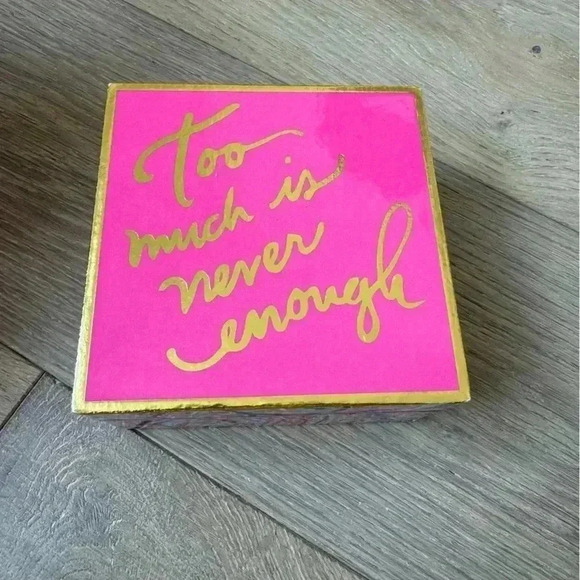 Too
much is
never
enough